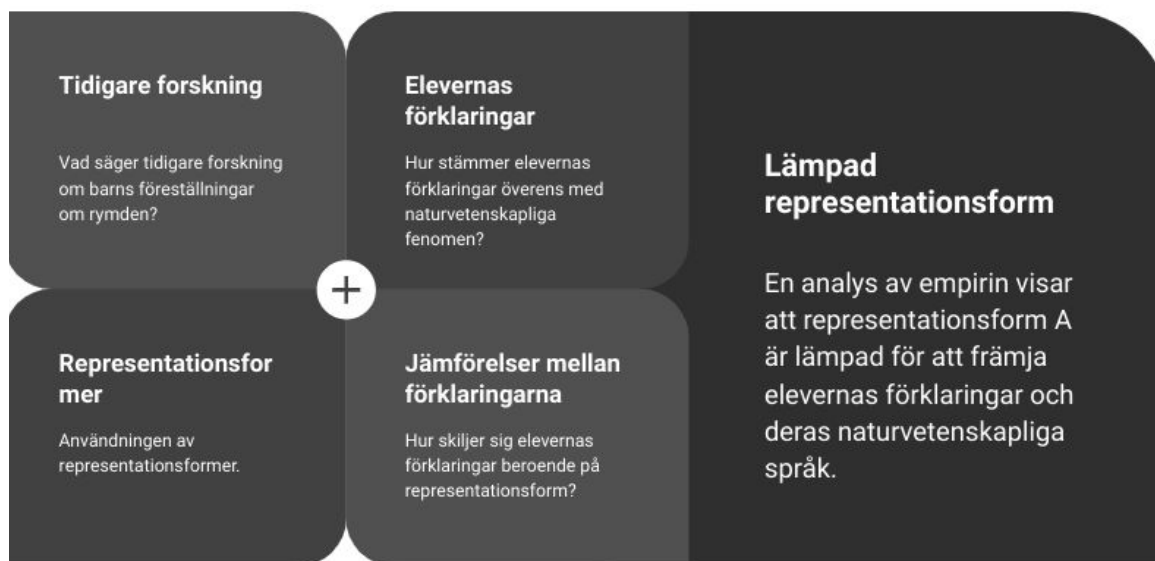 Tidigare forskning
Vad säger tidigare forskning
om barns föreställningar
om rymden?
Elevernas
förklaringar
Hur stämmer elevernas
förklaringar överens med
naturvetenskapliga
fenomen?
+
Representationsfor
mer
Användningen av
representationsformer.
Jämförelser mellan
förklaringarna
Hur skiljer sig elevernas
förklaringar beroende på
representationsform?
Lämpad
representationsform
En analys av empirin visar
att representationsform A
är lämpad för att främja
elevernas förklaringar och
deras naturvetenskapliga
språk.